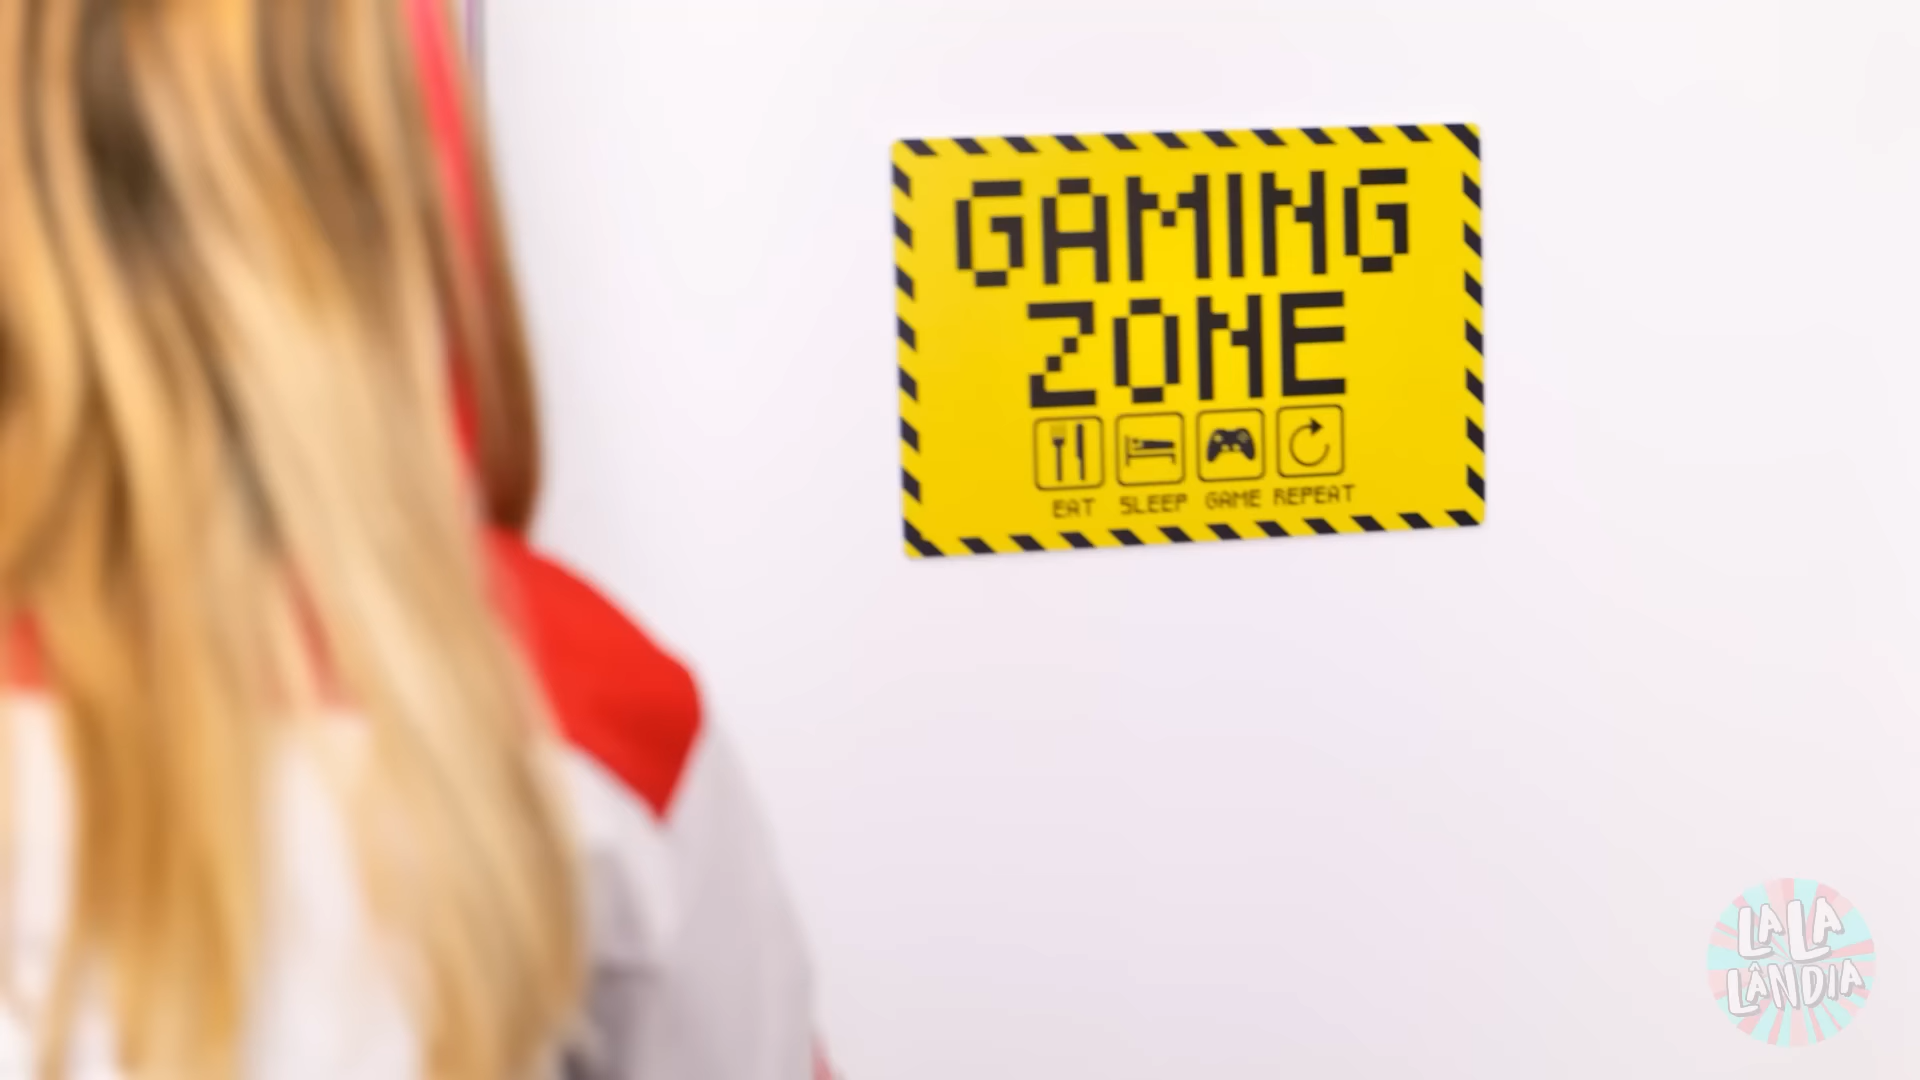 GAMING
ZONE
EAT SLEEP GAME REPEAT
LA LA
LÂNDIA